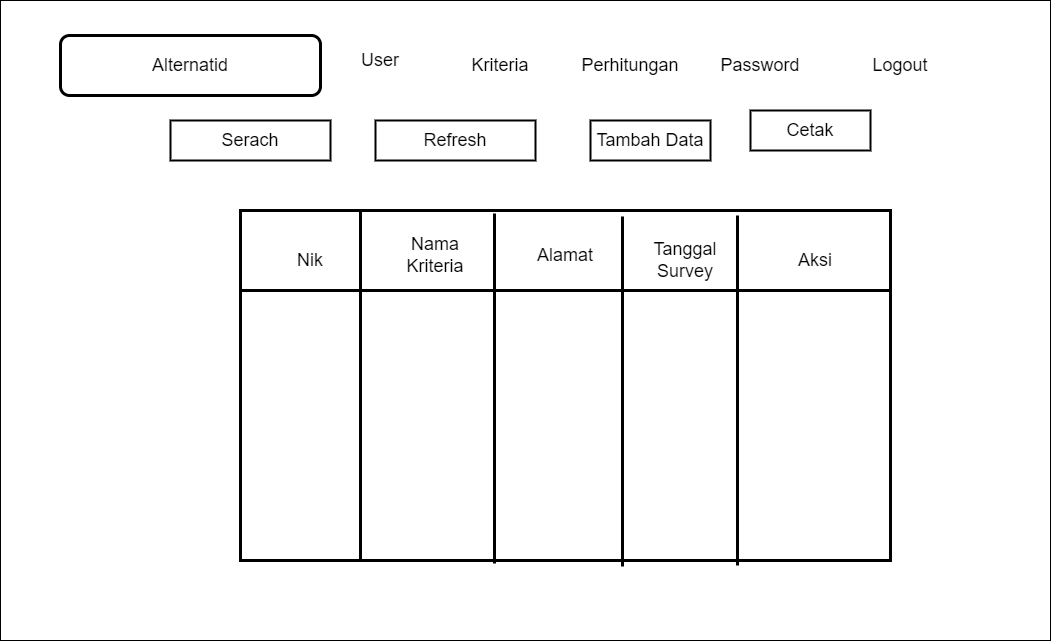 Alternatid
User
Kriteria
Perhitungan
Password
Logout
Serach
Refresh
Tambah Data
Cetak
Nik
Nama
Kriteria
Alamat
Tanggal
Survey
Aksi